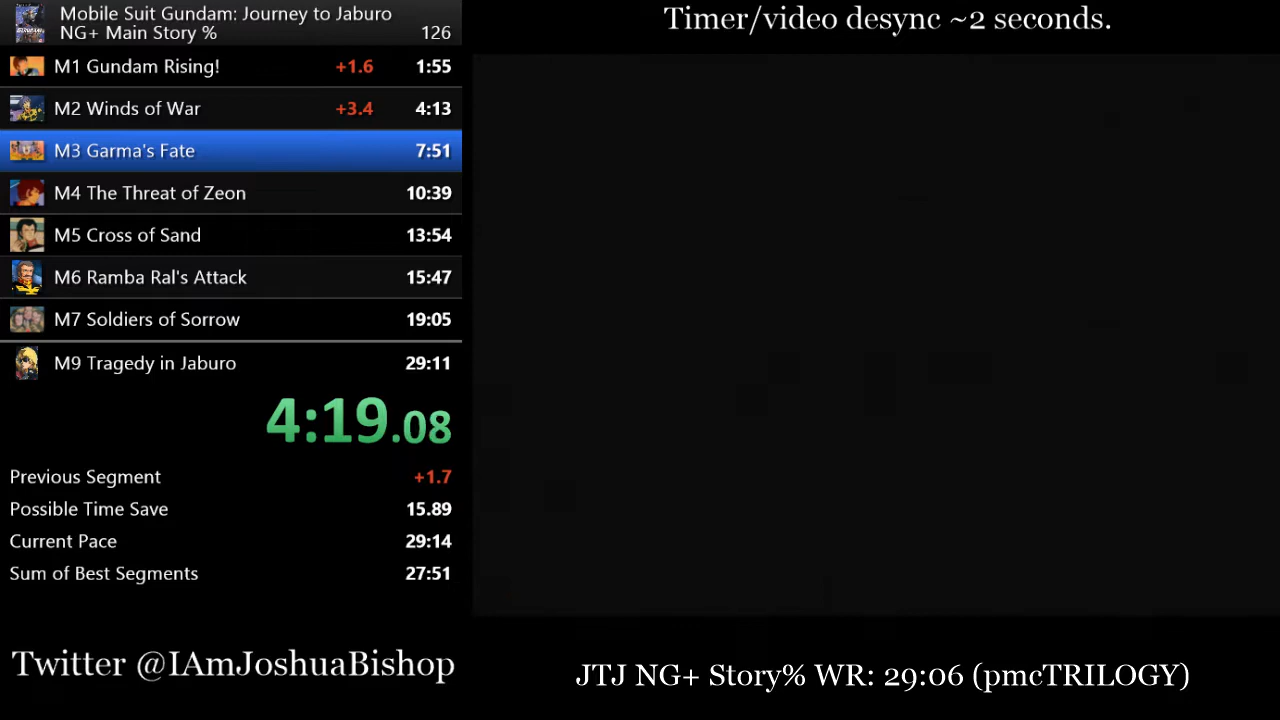 Mobile Suit Gundam: Journey to Jaburo
NG+ Main Story % 126
Timer/video desync ~2 seconds.
M1 Gundam Rising! +1.6 1:55
M2 Winds of War +3.4 4:13
M3 Garma's Fate 7:51
M4 The Threat of Zeon 10:39
M5 Cross of Sand 13:54
M6 Ramba Ral's Attack 15:47
M7 Soldiers of Sorrow 19:05
M9 Tragedy in Jaburo 29:11
4:19.08
Previous Segment +1.7
Possible Time Save 15.89
Current Pace 29:14
Sum of Best Segments 27:51
Twitter @IAmJoshuaBishop
JTJ NG+ Story% WR: 29:06 (pmcTRILOGY)